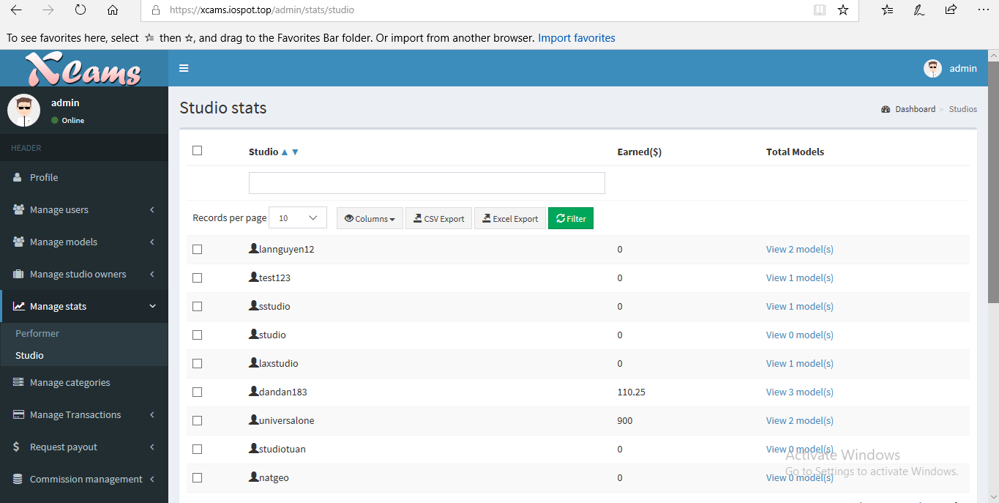 https://xcams.iospot.top/admin/stats/studio
To see favorites here, select then , and drag to the Favorites Bar folder. Or import from another browser. Import favorites
XCams
admin
admin
Online
Studio stats
Dashboard > Studios
HEADER
Profile
Manage users
Manage models
Manage studio owners
Manage stats
Performer
Studio
Manage categories
Manage Transactions
Request payout
Commission management
Studio Earned($) Total Models
Records per page 10 Columns CSV Export Excel Export Filter
lannguyen12 0 View 2 model(s)
test123 0 View 1 model(s)
sstudio 0 View 1 model(s)
studio 0 View 0 model(s)
laxstudio 0 View 1 model(s)
dandan183 110.25 View 3 model(s)
universalone 900 View 2 model(s)
studiotuan 0 View 0 model(s)
natgeo 0 View 0 model(s)
Activate Windows
Go to Settings to activate Windows.